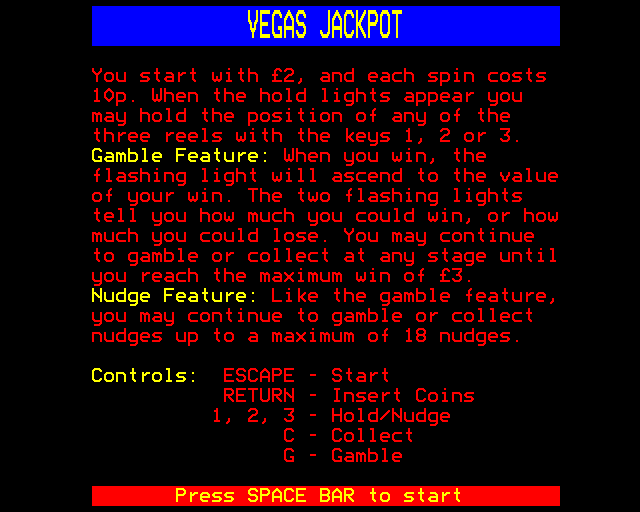 VEGAS JACKPOT
You start with £2, and each spin costs
10p. When the hold lights appear you
may hold the position of any of the
three reels with the keys 1, 2 or 3.
Gamble Feature: When you win, the
flashing light will ascend to the value
of your win. The two flashing lights
tell you how much you could win, or how
much you could lose. You may continue
to gamble or collect at any stage until
you reach the maximum win of £3.
Nudge Feature: Like the gamble feature,
you may continue to gamble or collect
nudges up to a maximum of 18 nudges.
Controls: ESCAPE - Start
RETURN - Insert Coins
1, 2, 3 - Hold/Nudge
C - Collect
G - Gamble
Press SPACE BAR to start